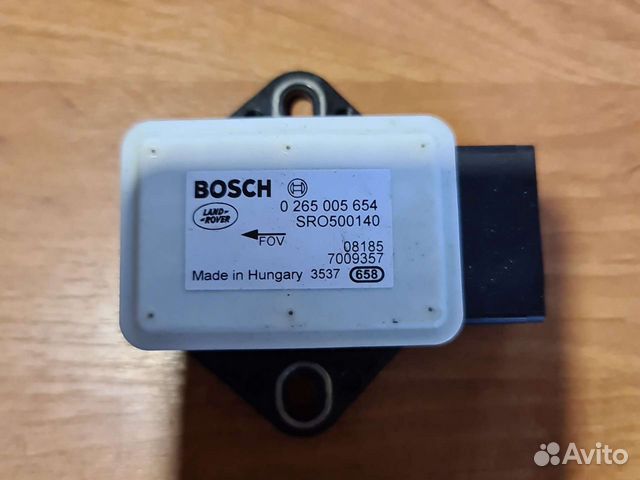 BOSCH
0 265 005 654
LAND-
-ROVER
SRO500140
FOV
08185
7009357
Made in Hungary 3537 658
Avito